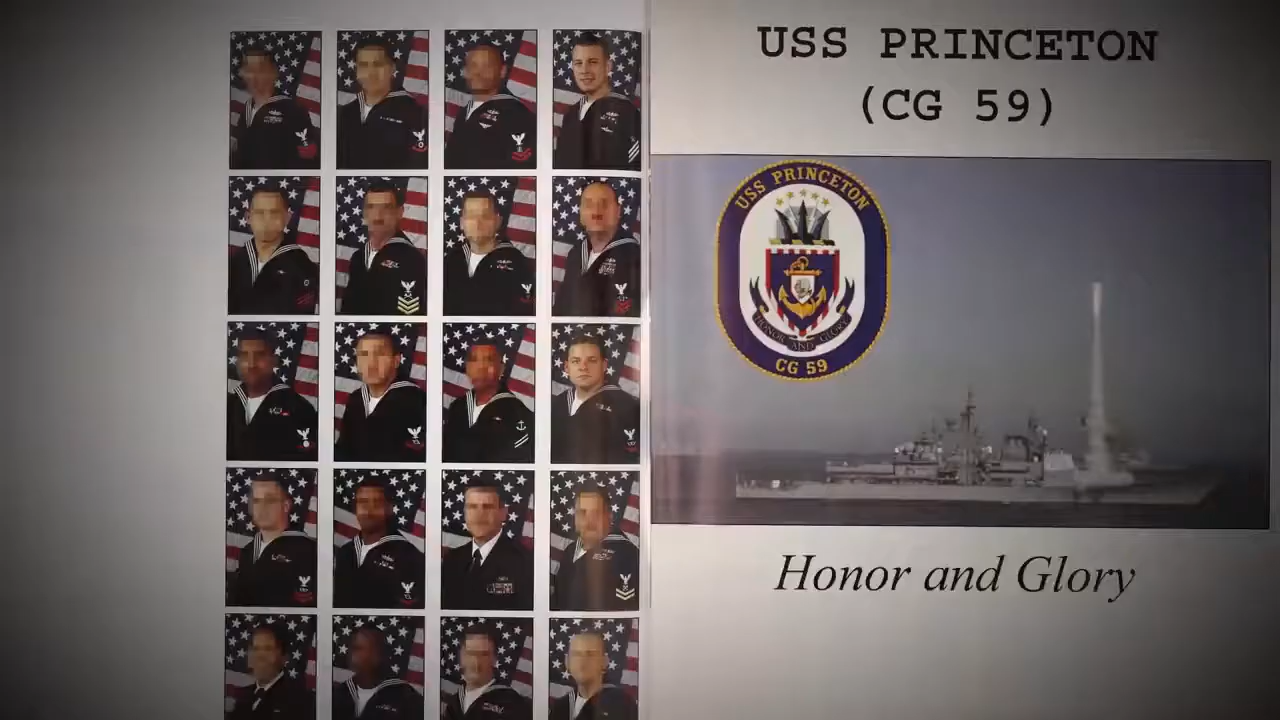 USS PRINCETON
(CG 59)
USS PRINCETON
HONOR AND GLORY
CG 59
Honor and Glory